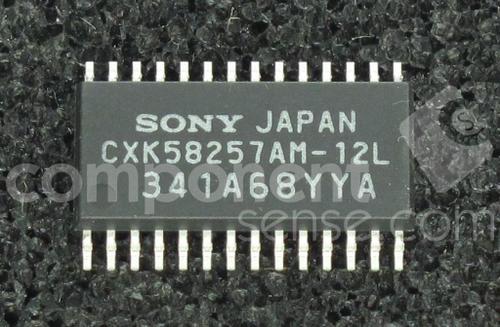 SONY JAPAN
CXK58257AM-12L
341A68YYA
component
sense.com